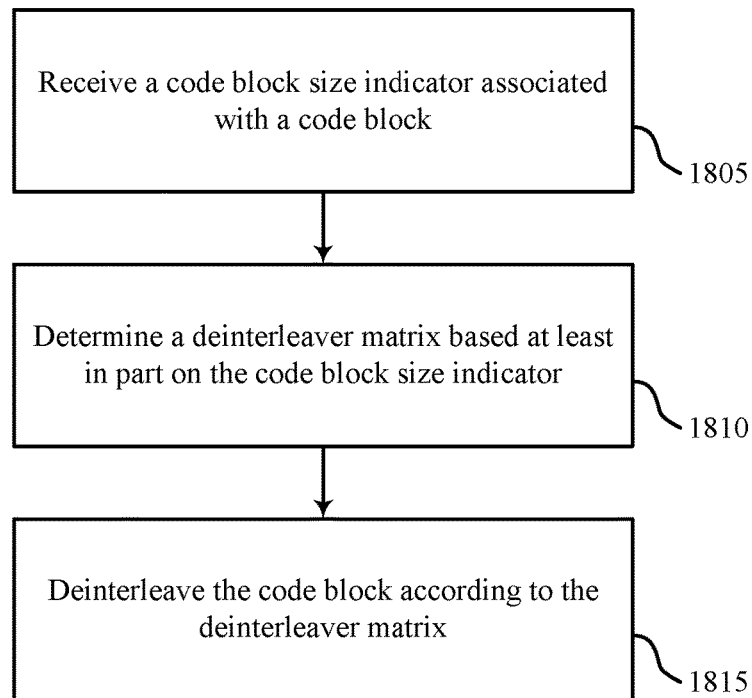 Receive a code block size indicator associated
with a code block
1805
Determine a deinterleaver matrix based at least
in part on the code block size indicator
1810
Deinterleave the code block according to the
deinterleaver matrix
1815